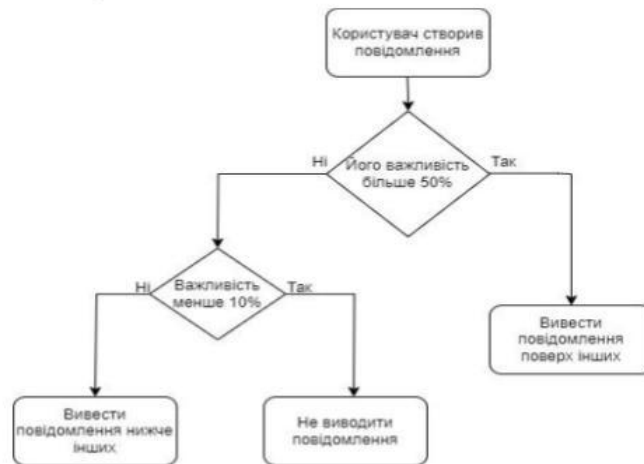 Користувач створив
повідомлення
Ні
Його важливість
більше 50%
Так
Ні
Важливість
менше 10%
Так
Вивести
повідомлення
поверх інших
Вивести
повідомлення нижче
інших
Не виводити
повідомлення